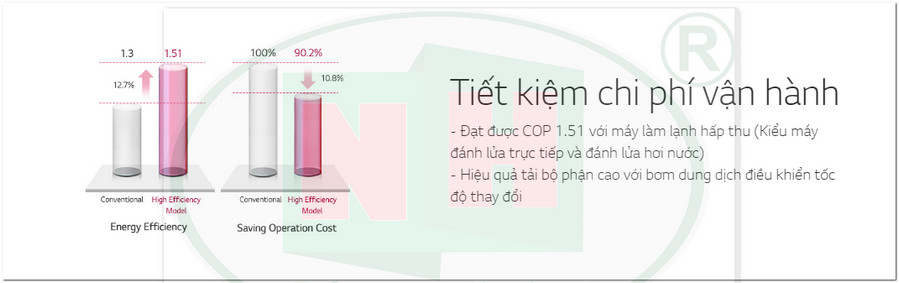 1.3 1.51
12.7%
Conventional High Efficiency
Model
Energy Efficiency
100% 90.2%
10.8%
Conventional High Efficiency
Model
Saving Operation Cost
Tiết kiệm chi phí vận hành
- Đạt được COP 1.51 với máy làm lạnh hấp thu (Kiểu máy
đánh lửa trực tiếp và đánh lửa hơi nước)
- Hiệu quả tải bộ phận cao với bơm dung dịch điều khiển tốc
độ thay đổi
NH
®